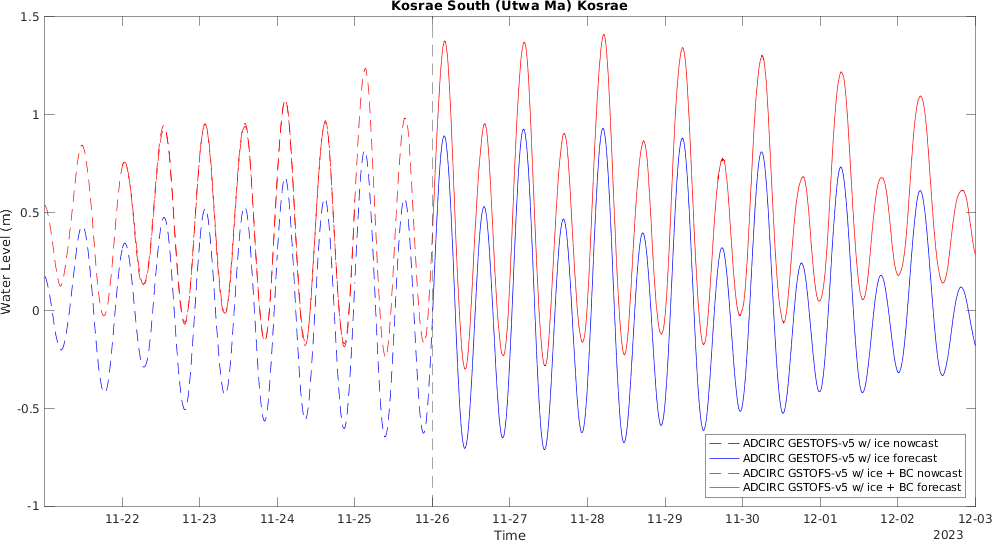 Kosrae South (Utwa Ma) Kosrae
1.5
1
0.5
0
-0.5
-1
Water Level (m)
ADCIRC GESTOFS-v5 w/ ice nowcast
ADCIRC GESTOFS-v5 w/ ice forecast
ADCIRC GSTOFS-v5 w/ ice + BC nowcast
ADCIRC GSTOFS-v5 w/ ice + BC forecast
11-22 11-23 11-24 11-25 11-26 11-27 11-28 11-29 11-30 12-01 12-02 12-03
Time
2023